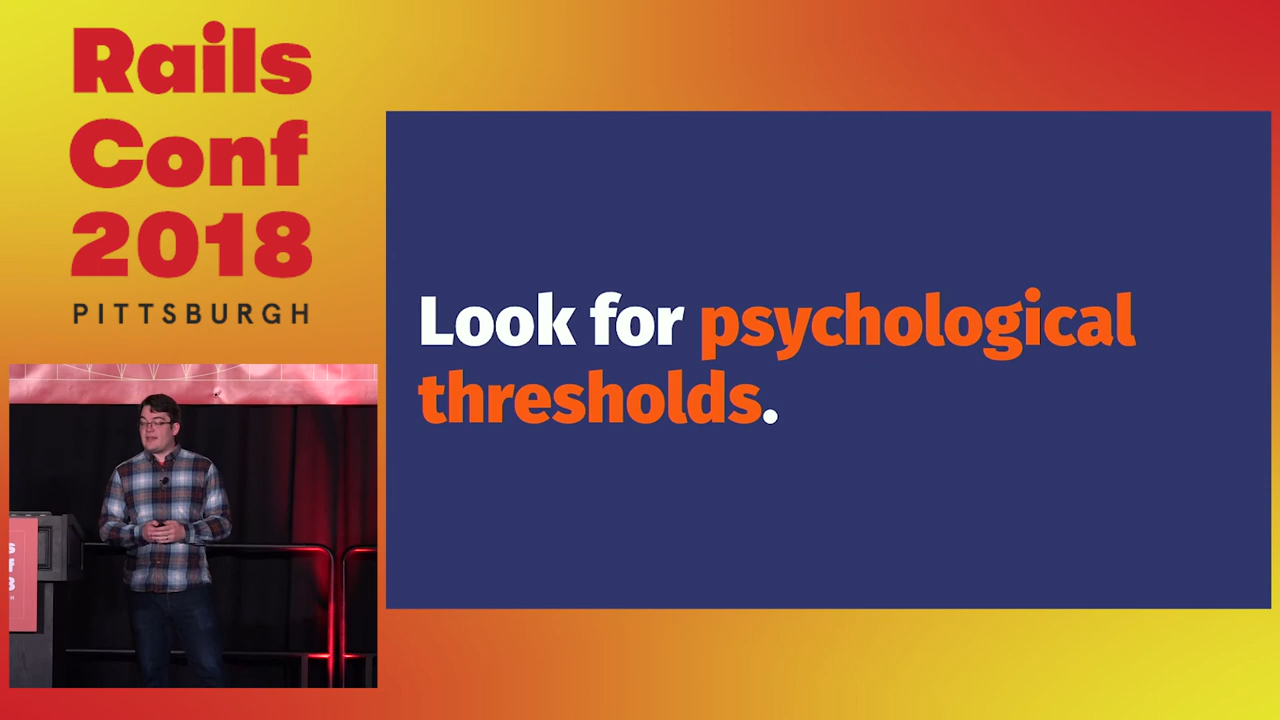 Rails
Conf
2018
PITTSBURGH
Look for psychological
thresholds.